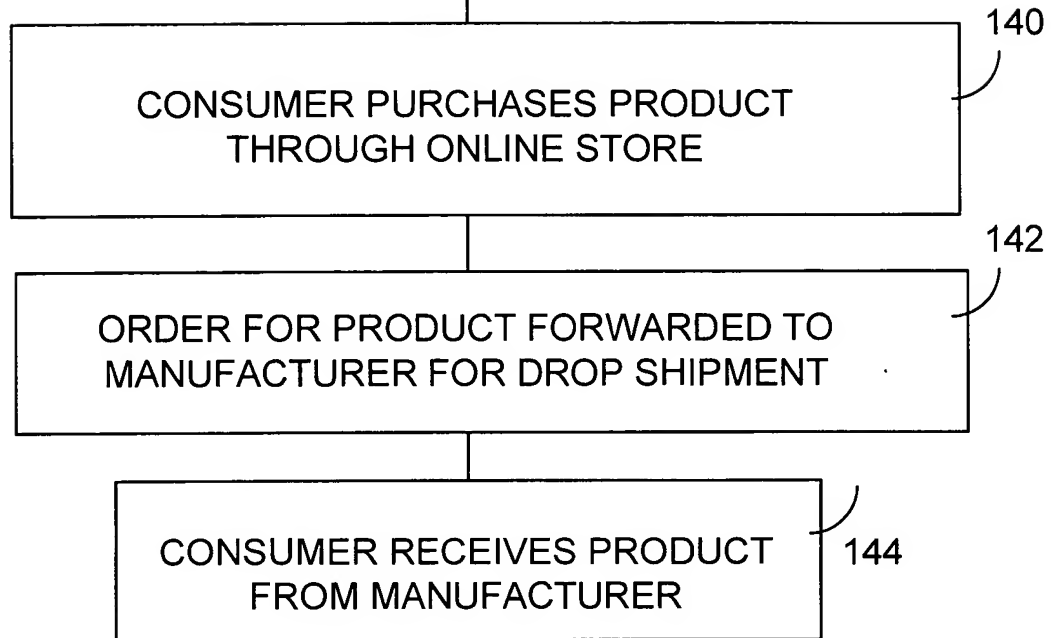 140
CONSUMER PURCHASES PRODUCT
THROUGH ONLINE STORE
142
ORDER FOR PRODUCT FORWARDED TO
MANUFACTURER FOR DROP SHIPMENT
CONSUMER RECEIVES PRODUCT
FROM MANUFACTURER
144